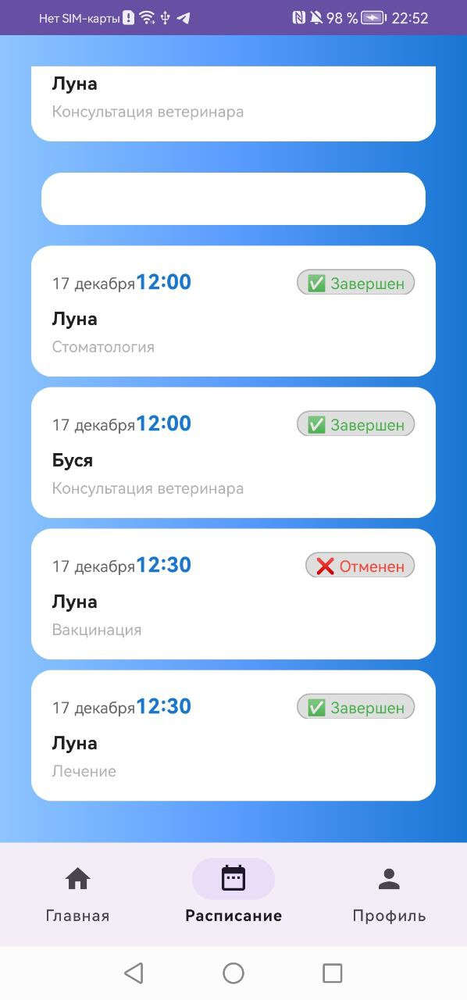 Нет SIM-карты 98 % 22:52
Луна
Консультация ветеринара
17 декабря 12:00 Завершен
Луна
Стоматология
17 декабря 12:00 Завершен
Буся
Консультация ветеринара
17 декабря 12:30 Отменен
Луна
Вакцинация
17 декабря 12:30 Завершен
Луна
Лечение
Главная Расписание Профиль